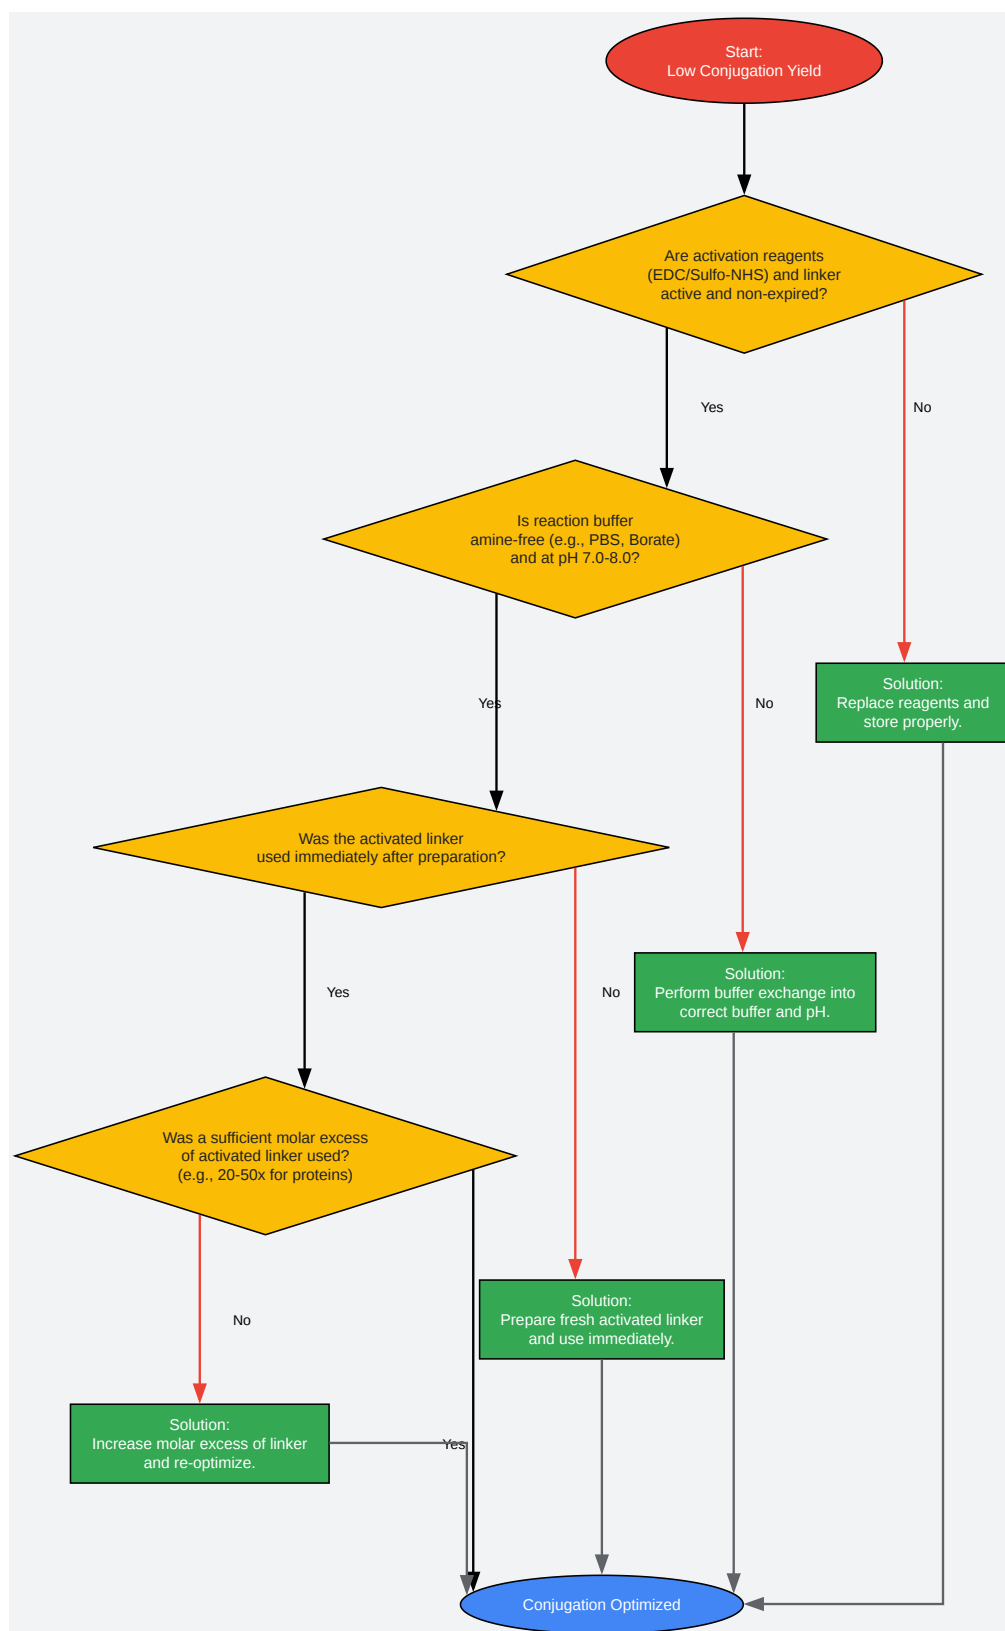 Start:
Low Conjugation Yield
Are activation reagents
(EDC/Sulfo-NHS) and linker
active and non-expired?
Yes
No
Is reaction buffer
amine-free (e.g., PBS, Borate)
and at pH 7.0-8.0?
Solution:
Replace reagents and
store properly.
Yes
No
Was the activated linker
used immediately after preparation?
Solution:
Perform buffer exchange into
correct buffer and pH.
Yes
No
Was a sufficient molar excess
of activated linker used?
(e.g., 20-50x for proteins)
Solution:
Prepare fresh activated linker
and use immediately.
No
Solution:
Increase molar excess of linker
and re-optimize.
Yes
Conjugation Optimized